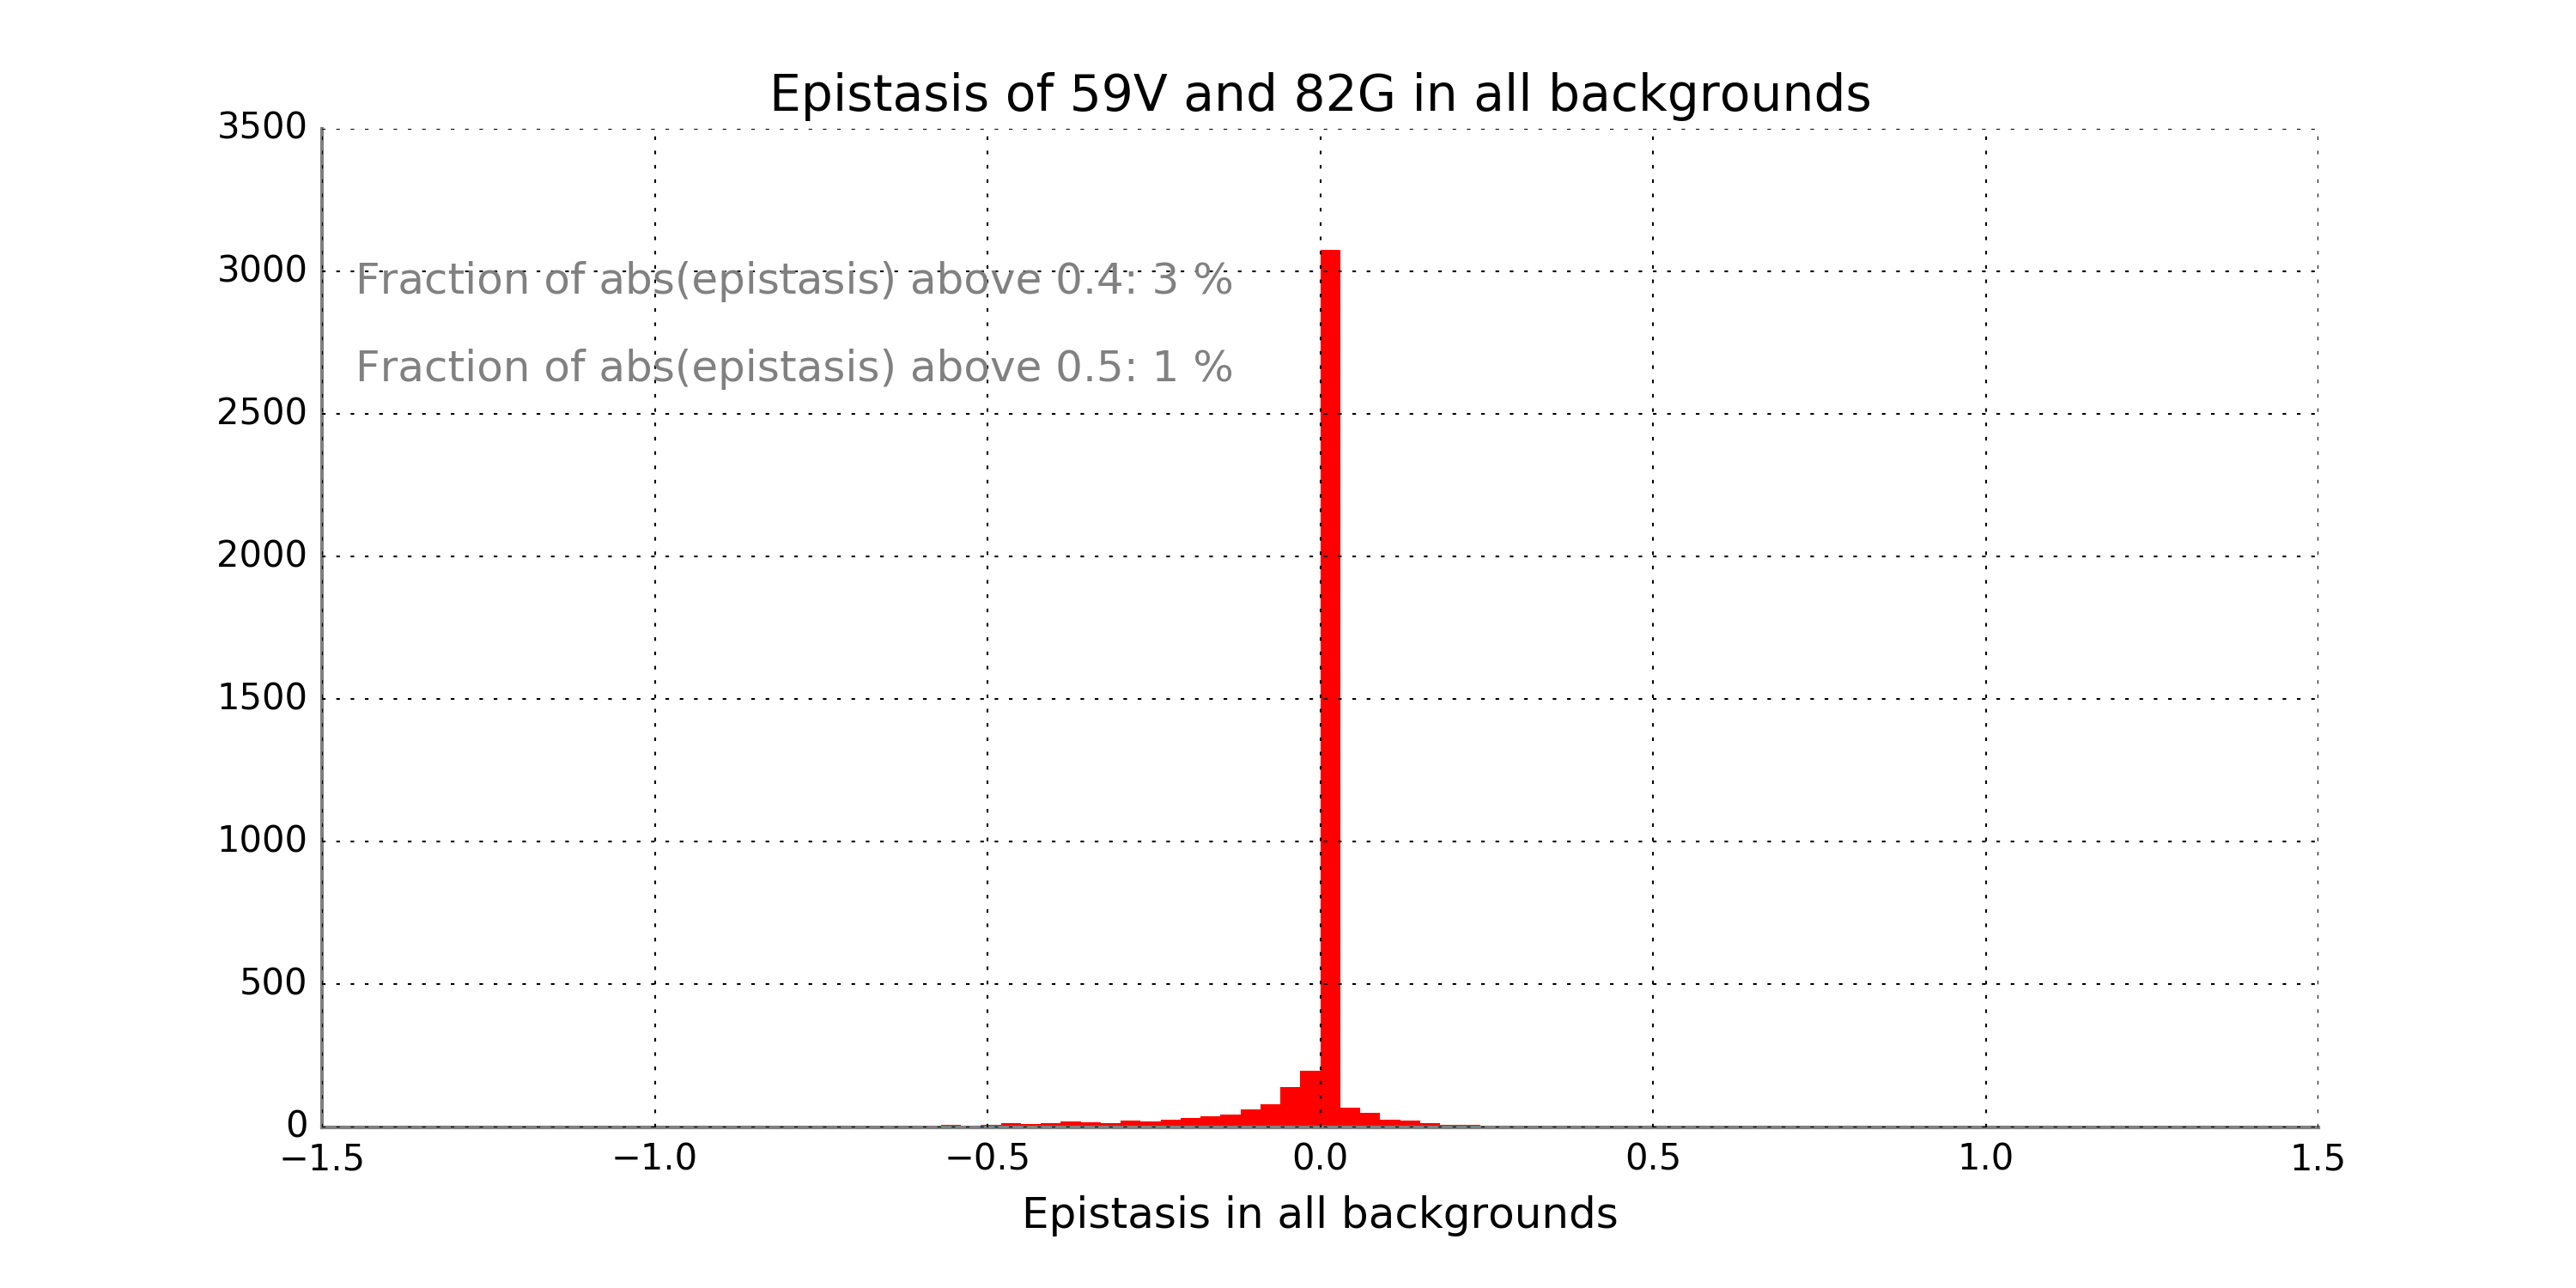 Epistasis of 59V and 82G in all backgrounds
3500
3000
Fraction of abs(epistasis) above 0.4: 3 %
Fraction of abs(epistasis) above 0.5: 1 %
2500
2000
1500
1000
500
0
−1.5 −1.0 −0.5 0.0 0.5 1.0 1.5
Epistasis in all backgrounds